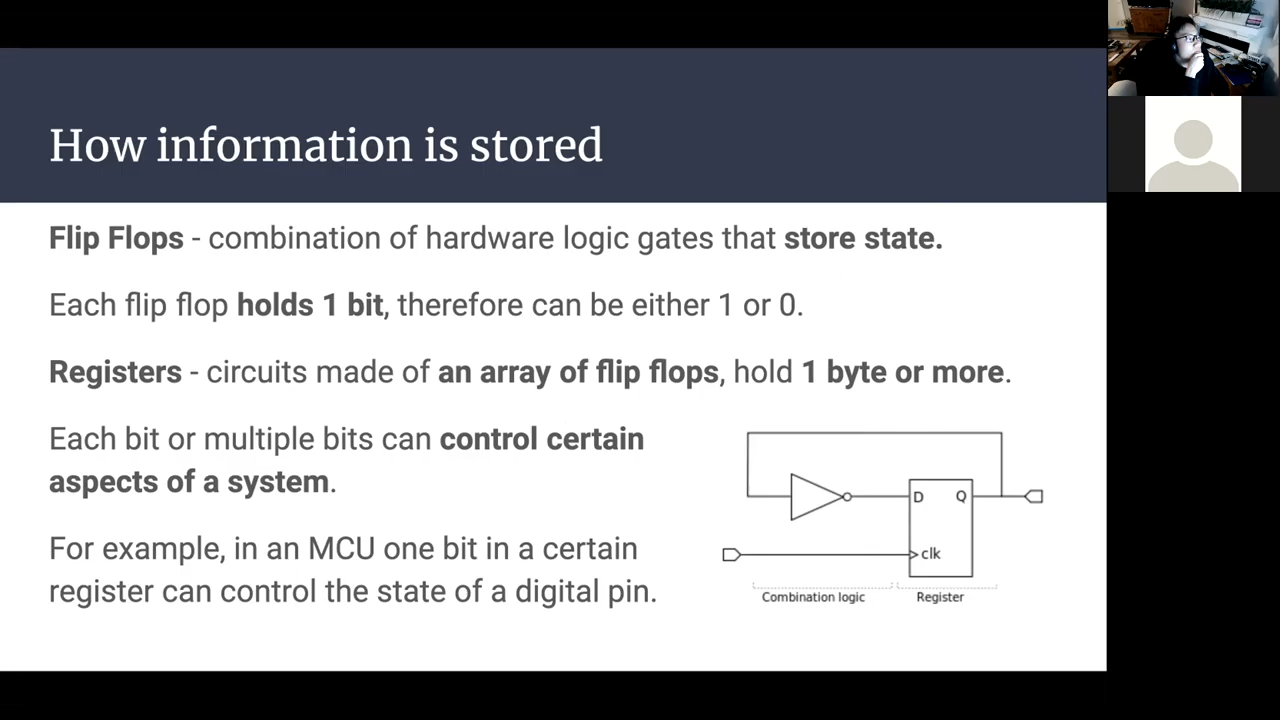 How information is stored
Flip Flops - combination of hardware logic gates that store state.
Each flip flop holds 1 bit, therefore can be either 1 or 0.
Registers - circuits made of an array of flip flops, hold 1 byte or more.
Each bit or multiple bits can control certain
aspects of a system.
For example, in an MCU one bit in a certain
register can control the state of a digital pin.
D Q
clk
Combination logic Register